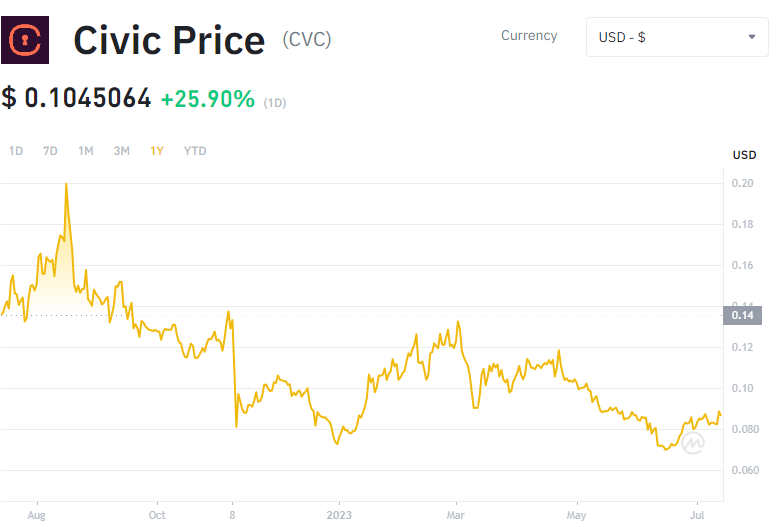 Civic Price (CVC)
Currency
USD - $
$ 0.1045064 +25.90% (1D)
1D 7D 1M 3M 1Y YTD
USD
0.20
0.18
0.16
0.14
0.14
0.12
0.10
0.080
0.060
Aug Oct 8 2023 Mar May Jul